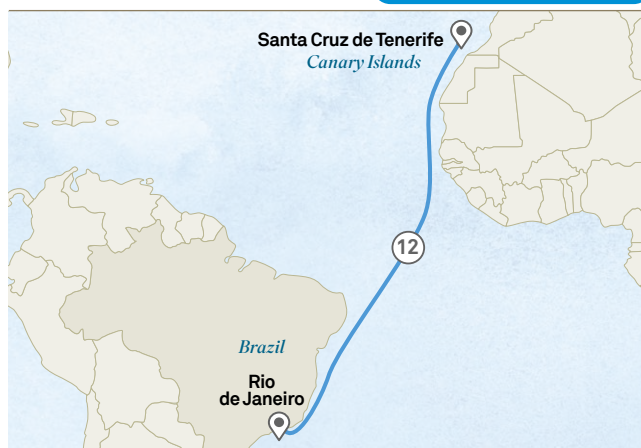 Santa Cruz de Tenerife
Canary Islands
12
Brazil
Rio
de Janeiro